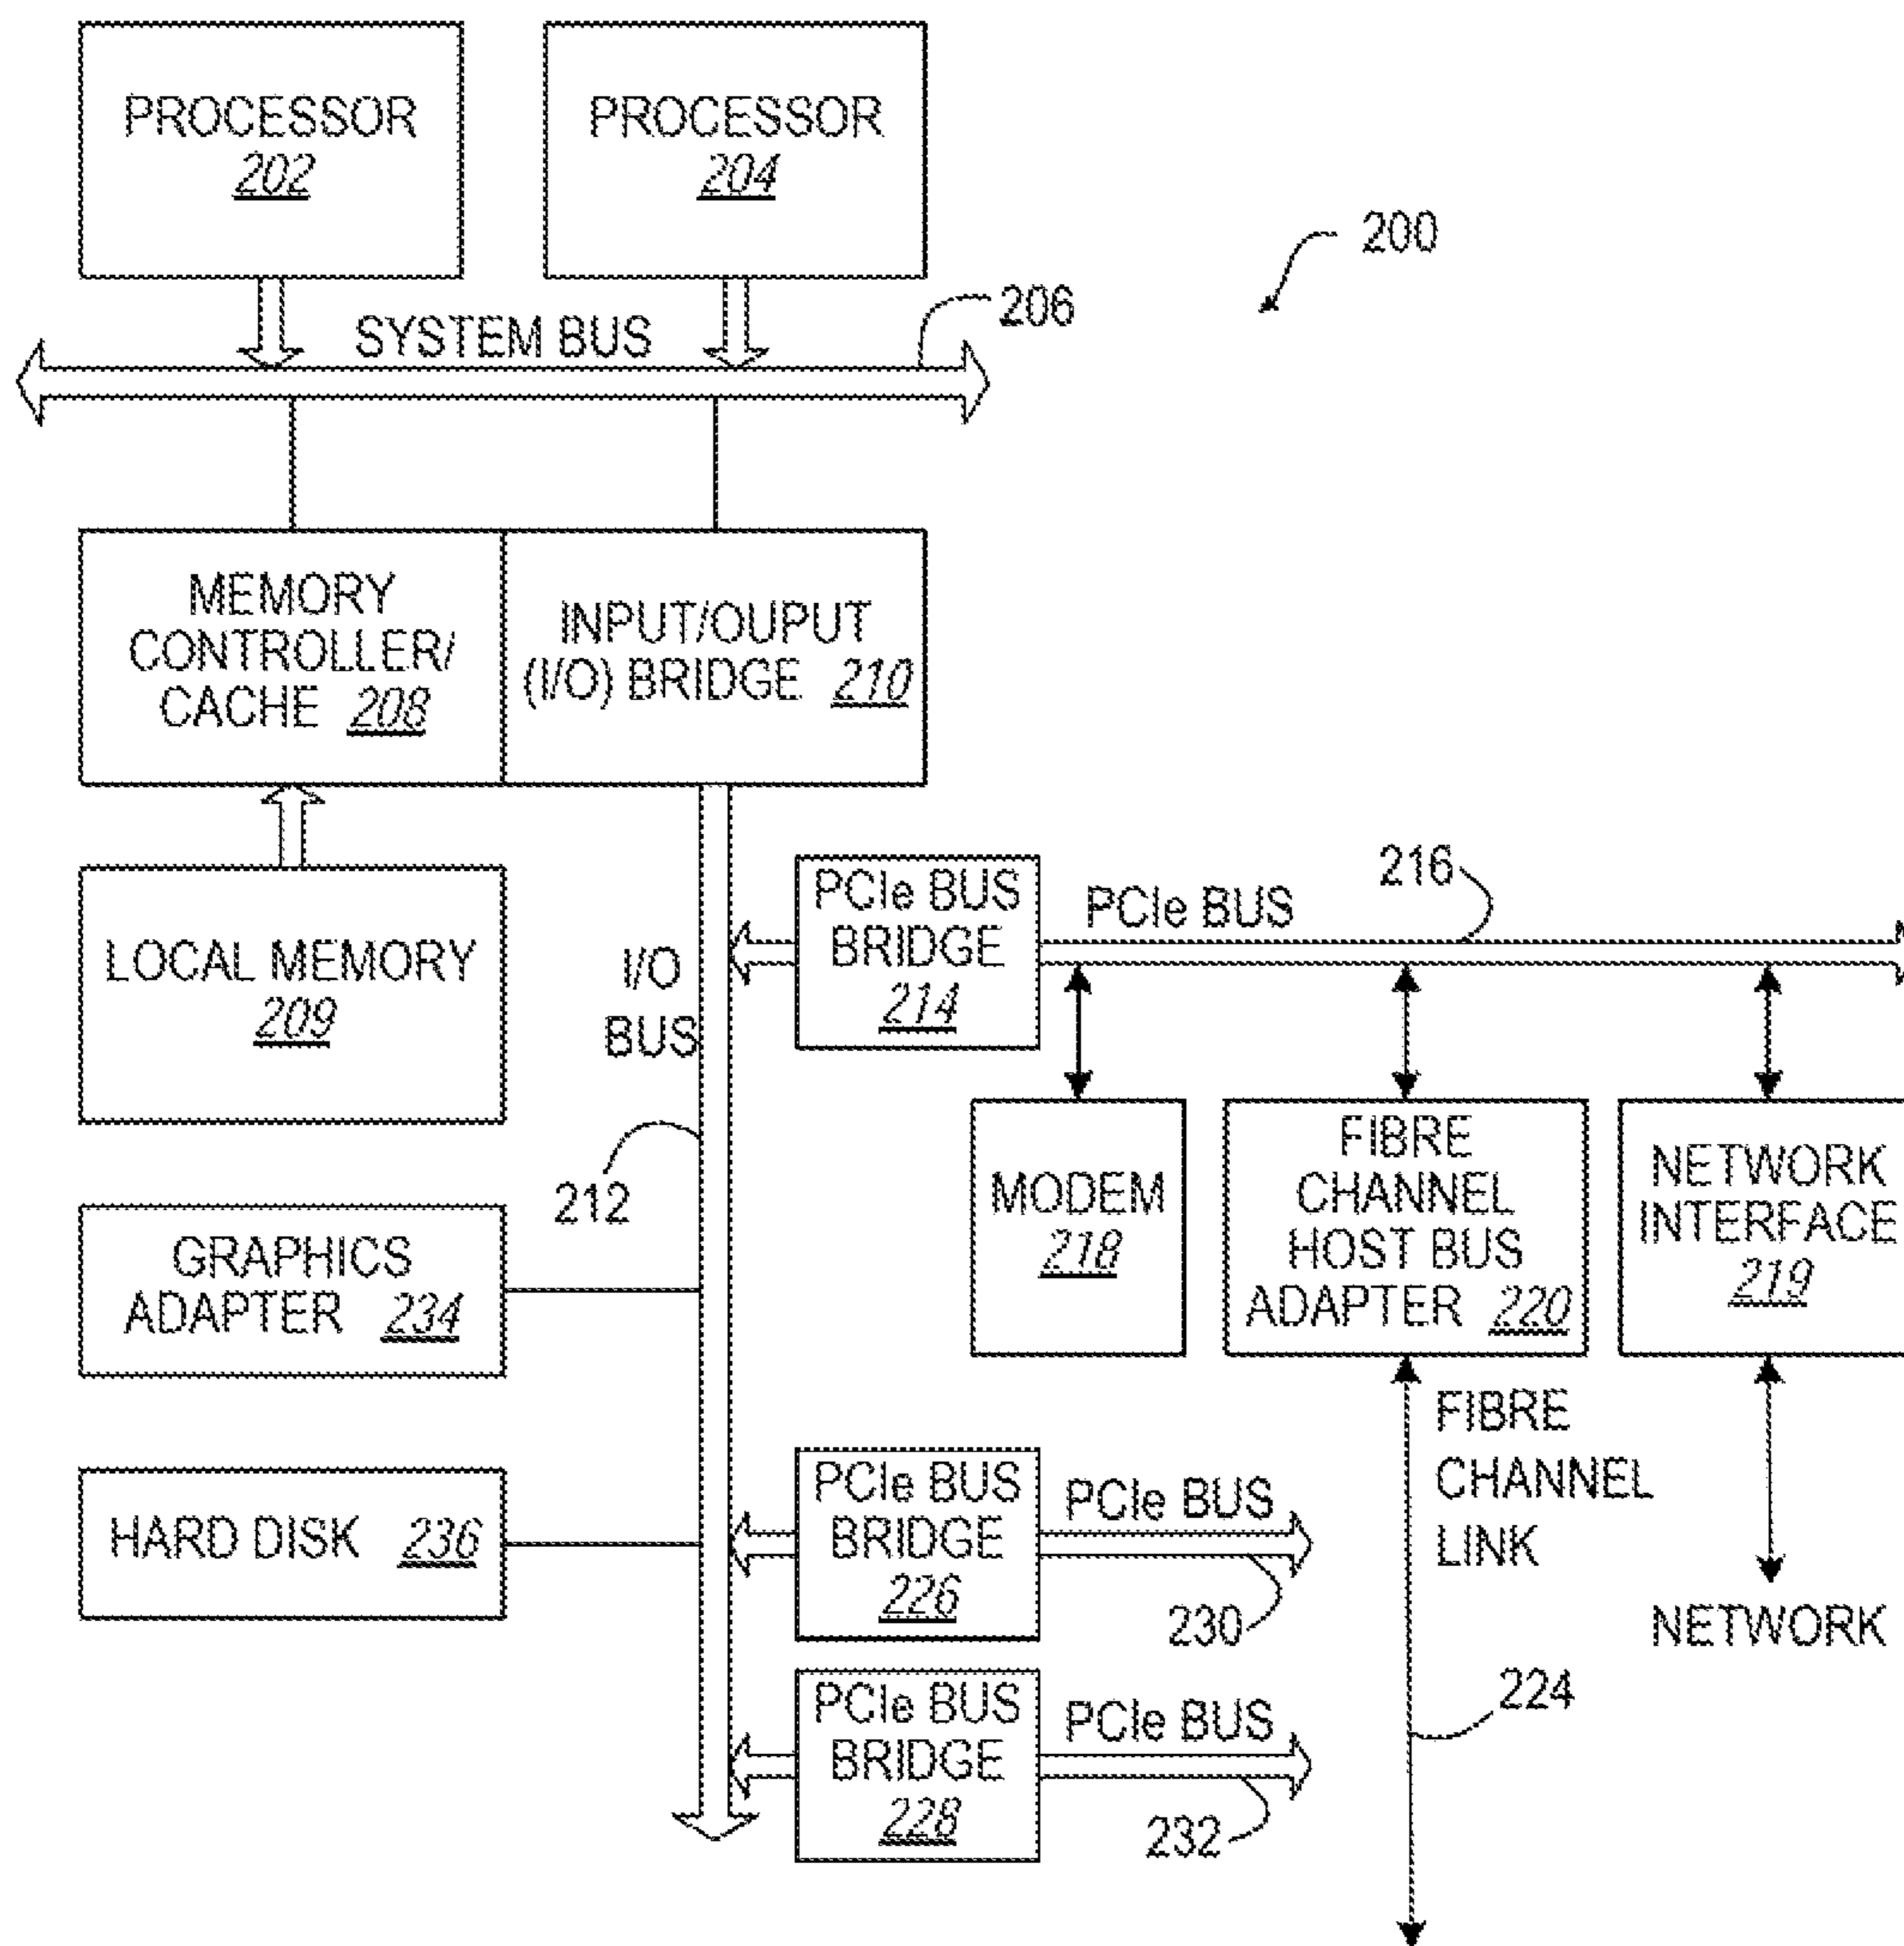 PROCESSOR
202
PROCESSOR
204
200
206
SYSTEM BUS
MEMORY
CONTROLLER/
CACHE 208
INPUT/OUPUT
(I/O) BRIDGE 210
LOCAL MEMORY
209
I/O
BUS
212
PCIe BUS
BRIDGE
214
PCIe BUS
216
MODEM
218
FIBRE
CHANNEL
HOST BUS
ADAPTER 220
NETWORK
INTERFACE
219
GRAPHICS
ADAPTER 234
HARD DISK 236
PCIe BUS
BRIDGE
226
PCIe BUS
230
FIBRE
CHANNEL
LINK
NETWORK
PCIe BUS
BRIDGE
228
PCIe BUS
232
224